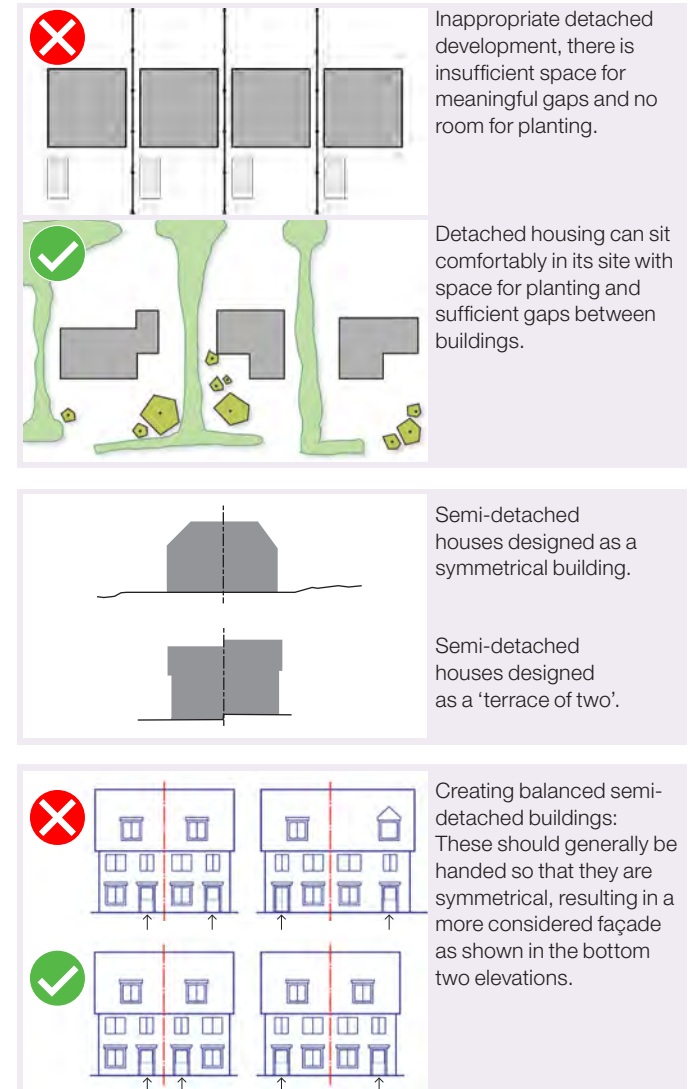 Inappropriate detached
development, there is
insufficient space for
meaningful gaps and no
room for planting.
Detached housing can sit
comfortably in its site with
space for planting and
sufficient gaps between
buildings.
Semi-detached
houses designed as a
symmetrical building.
Semi-detached
houses designed
as a ‘terrace of two’.
Creating balanced semi-
detached buildings:
These should generally be
handed so that they are
symmetrical, resulting in a
more considered façade
as shown in the bottom
two elevations.